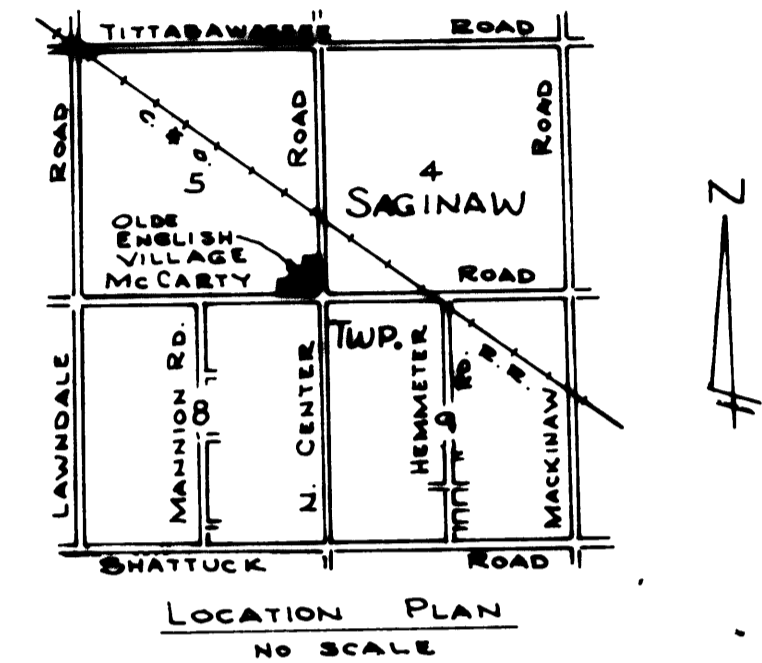 TITTABAWASSEE ROAD
ROAD
ROAD
ROAD
C. & O.
5
4
SAGINAW
N
OLDE
ENGLISH
VILLAGE
McCARTY ROAD
TWP.
R. R.
LAWNDALE
MANNION RD.
8
N. CENTER
HEMMETER RD.
9
MACKINAW
SHATTUCK ROAD
LOCATION PLAN
NO SCALE